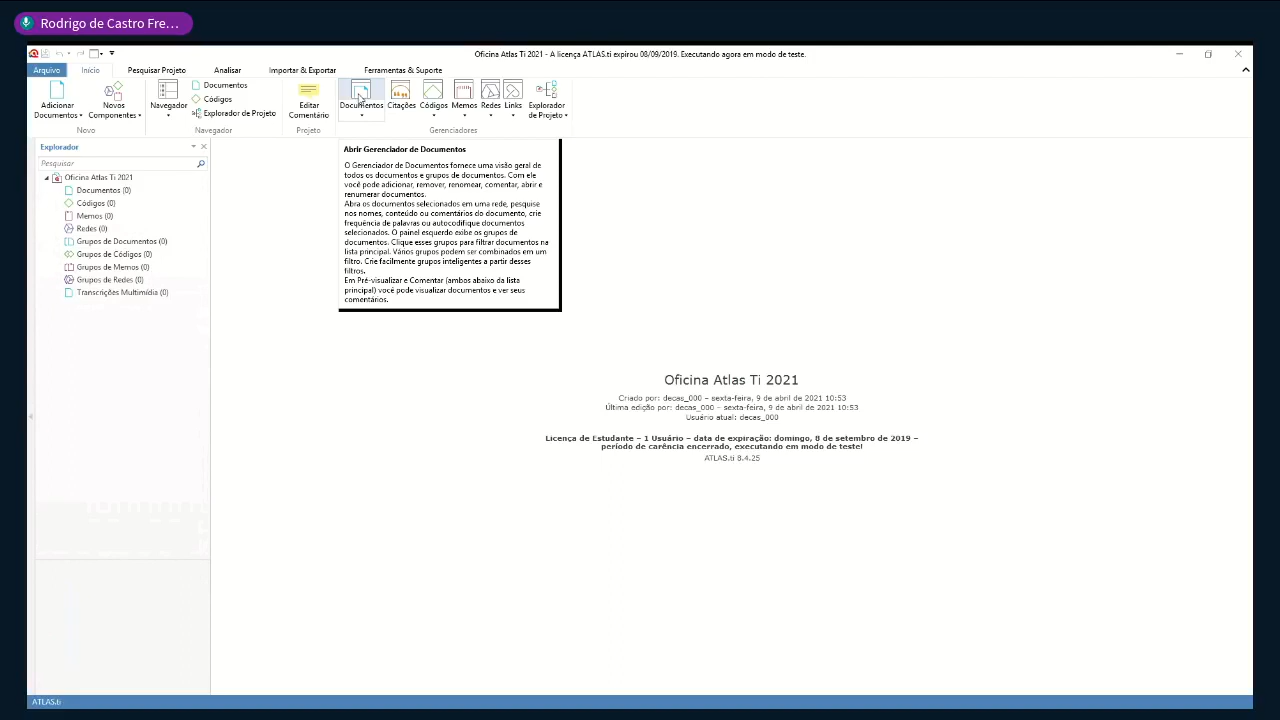 Rodrigo de Castro Fre...
Oficina Atlas Ti 2021 - A licença ATLAS.ti expirou 08/09/2019. Executando agora em modo de teste.
Arquivo Início Pesquisar Projeto Analisar Importar & Exportar Ferramentas & Suporte
Adicionar Documentos
Novos Componentes
Novo
Navegador
Documentos
Códigos
Explorador de Projeto
Navegador
Editar Comentário
Projeto
Documentos Citações Códigos Memos Redes Links Explorador de Projeto
Gerenciadores
Explorador
Pesquisar
Oficina Atlas Ti 2021
Documentos (0)
Códigos (0)
Memos (0)
Redes (0)
Grupos de Documentos (0)
Grupos de Códigos (0)
Grupos de Memos (0)
Grupos de Redes (0)
Transcrições Multimídia (0)
Abrir Gerenciador de Documentos
O Gerenciador de Documentos fornece uma visão geral de
todos os documentos e grupos de documentos. Com ele
você pode adicionar, remover, renomear, comentar, abrir e
renumerar documentos.
Abra os documentos selecionados em uma rede, pesquise
nos nomes, conteúdo ou comentários do documento, crie
frequência de palavras ou autocodifique documentos
selecionados. O painel esquerdo exibe os grupos de
documentos. Clique esses grupos para filtrar documentos na
lista principal. Vários grupos podem ser combinados em um
filtro. Crie facilmente grupos inteligentes a partir desses
filtros.
Em Pré-visualizar e Comentar (ambos abaixo da lista
principal) você pode visualizar documentos e ver seus
comentários.
Oficina Atlas Ti 2021
Criado por: decas_000 – sexta-feira, 9 de abril de 2021 10:53
Última edição por: decas_000 – sexta-feira, 9 de abril de 2021 10:53
Usuário atual: decas_000
Licença de Estudante – 1 Usuário – data de expiração: domingo, 8 de setembro de 2019 –
período de carência encerrado, executando em modo de teste!
ATLAS.ti 8.4.25
ATLAS.ti